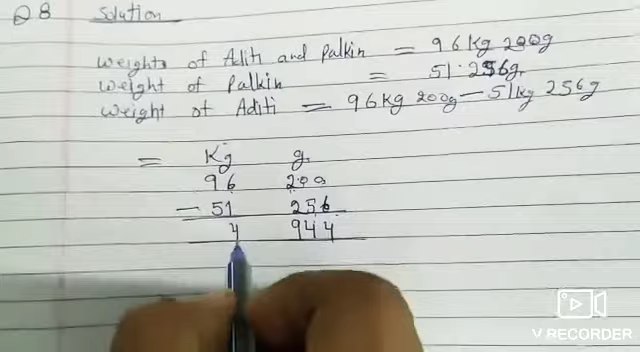 Q8 Solution
Weights of Aditi and Palkin = 96 Kg 200g
Weight of Palkin = 51.256g.
Weight of Aditi = 96 Kg 200g - 51 Kg 256g
= Kg g.
96 200
- 51 256
4 944
V RECORDER